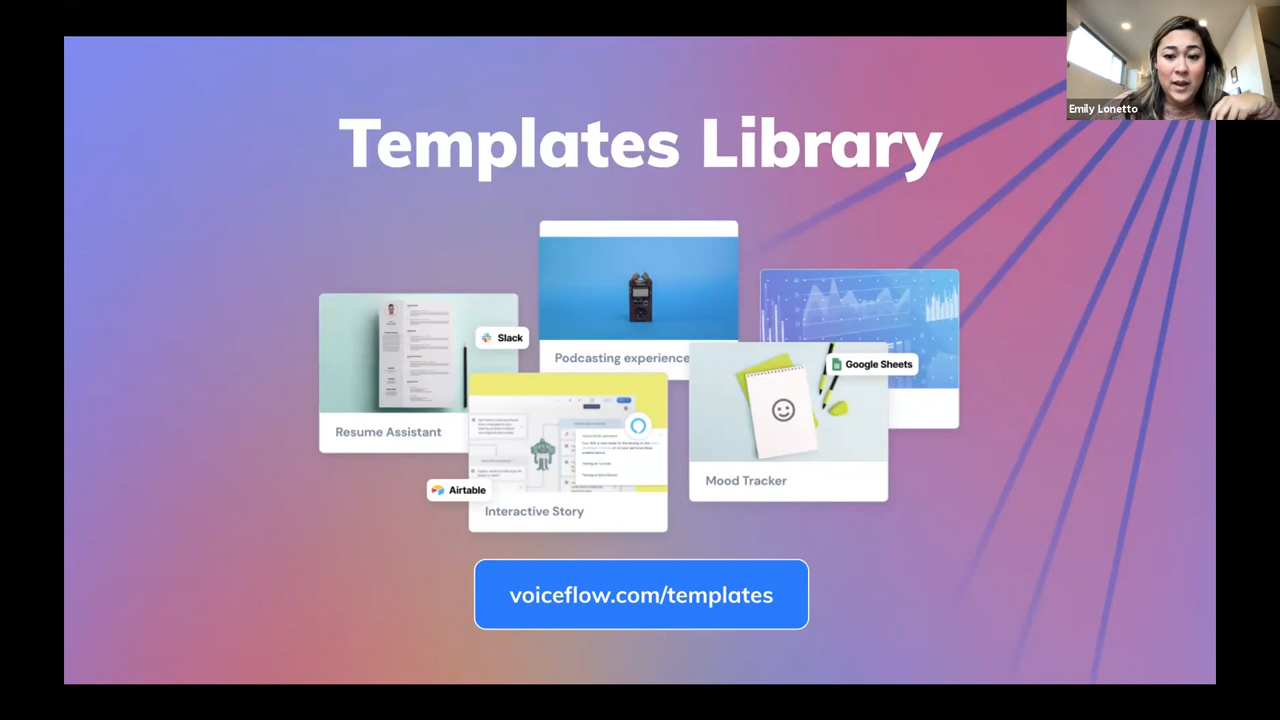 Emily Lonetto
Templates Library
Podcasting experience
Slack
Google Sheets
Resume Assistant
Mood Tracker
Airtable
Interactive Story
voiceflow.com/templates